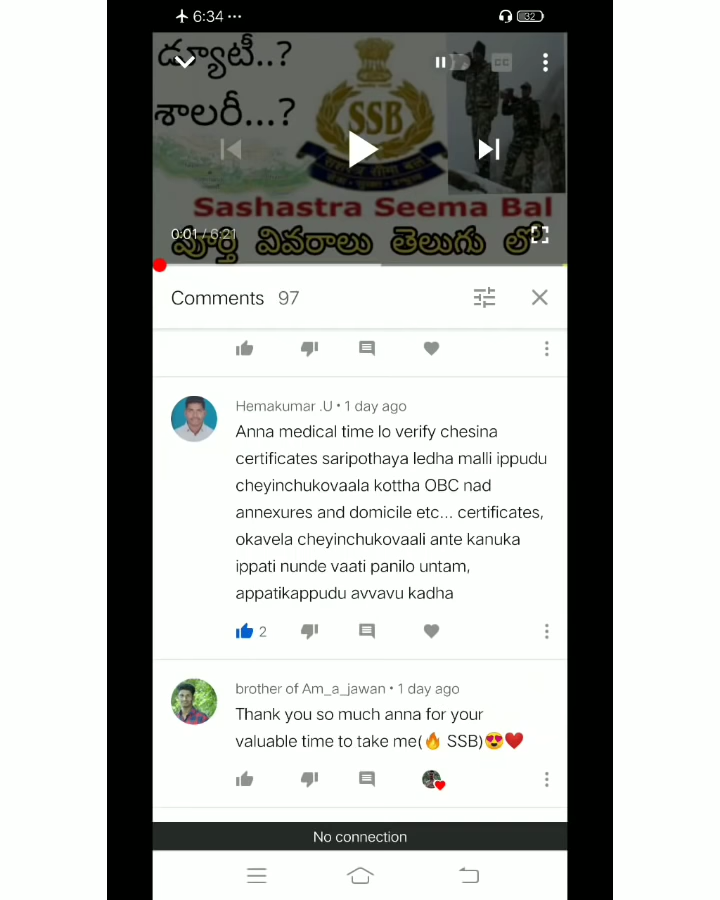 6:34
32
డ్యూటీ..?
శాలరీ...?
CC
SSB
Sashastra Seema Bal
0:01 / 6:21
పూర్తి వివరాలు తెలుగు లో
Comments 97
Hemakumar .U • 1 day ago
Anna medical time lo verify chesina
certificates saripothaya ledha malli ippudu
cheyinchukovaala kottha OBC nad
annexures and domicile etc... certificates,
okavela cheyinchukovaali ante kanuka
ippati nunde vaati panilo untam,
appatikappudu avvavu kadha
2
brother of Am_a_jawan • 1 day ago
Thank you so much anna for your
valuable time to take me(🔥 SSB)😍❤️
No connection